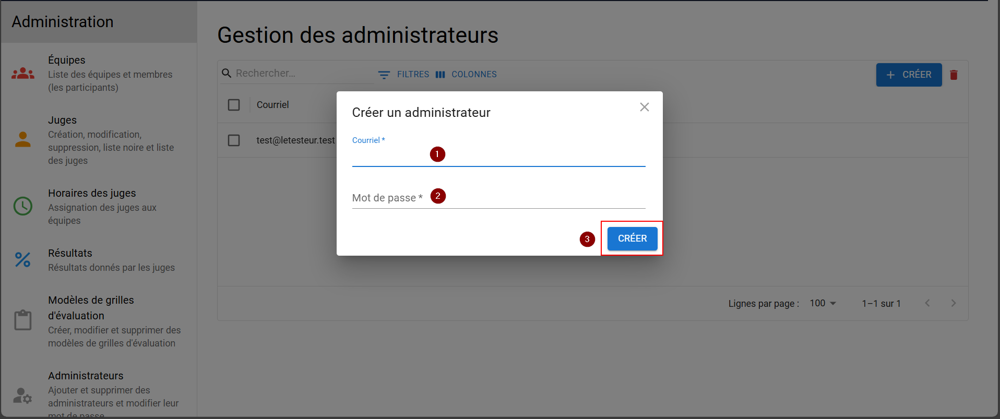 Administration
Équipes
Liste des équipes et membres
(les participants)
Juges
Création, modification,
suppression, liste noire et liste
des juges
Horaires des juges
Assignation des juges aux
équipes
Résultats
Résultats donnés par les juges
Modèles de grilles
d'évaluation
Créer, modifier et supprimer des
modèles de grilles d'évaluation
Administrateurs
Ajouter et supprimer des
administrateurs et modifier leur
mot de passe
Gestion des administrateurs
Rechercher... FILTRES COLONNES CRÉER
Courriel
test@letesteur.test
Créer un administrateur
Courriel *
1
Mot de passe * 2
3 CRÉER
Lignes par page : 100 1–1 sur 1